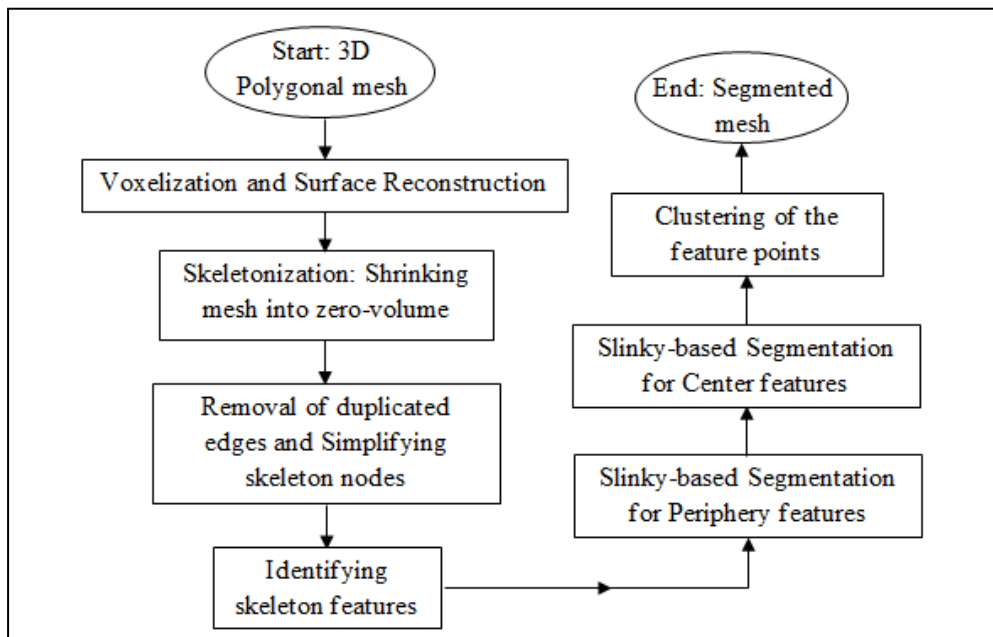 Start: 3D
Polygonal mesh
Voxelization and Surface Reconstruction
Skeletonization: Shrinking
mesh into zero-volume
Removal of duplicated
edges and Simplifying
skeleton nodes
Identifying
skeleton features
Slinky-based Segmentation
for Periphery features
Slinky-based Segmentation
for Center features
Clustering of the
feature points
End: Segmented
mesh